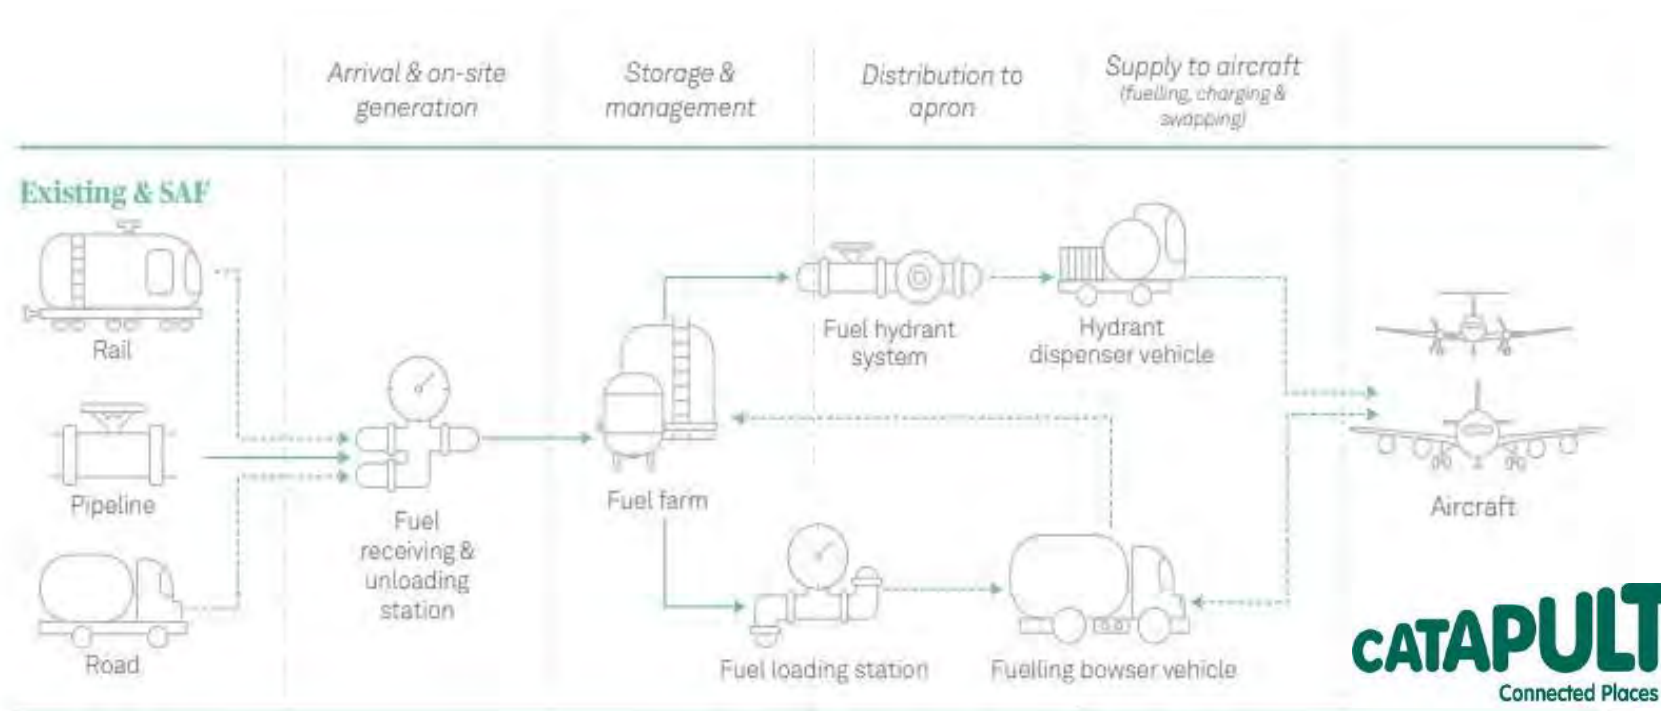 Arrival & on-site
generation
Storage &
management
Distribution to
apron
Supply to aircraft
(fuelling, charging &
swapping)
Existing & SAF
Rail
Pipeline
Road
Fuel
receiving &
unloading
station
Fuel farm
Fuel hydrant
system
Hydrant
dispenser vehicle
Fuel loading station
Fuelling bowser vehicle
Aircraft
CATAPULT
Connected Places